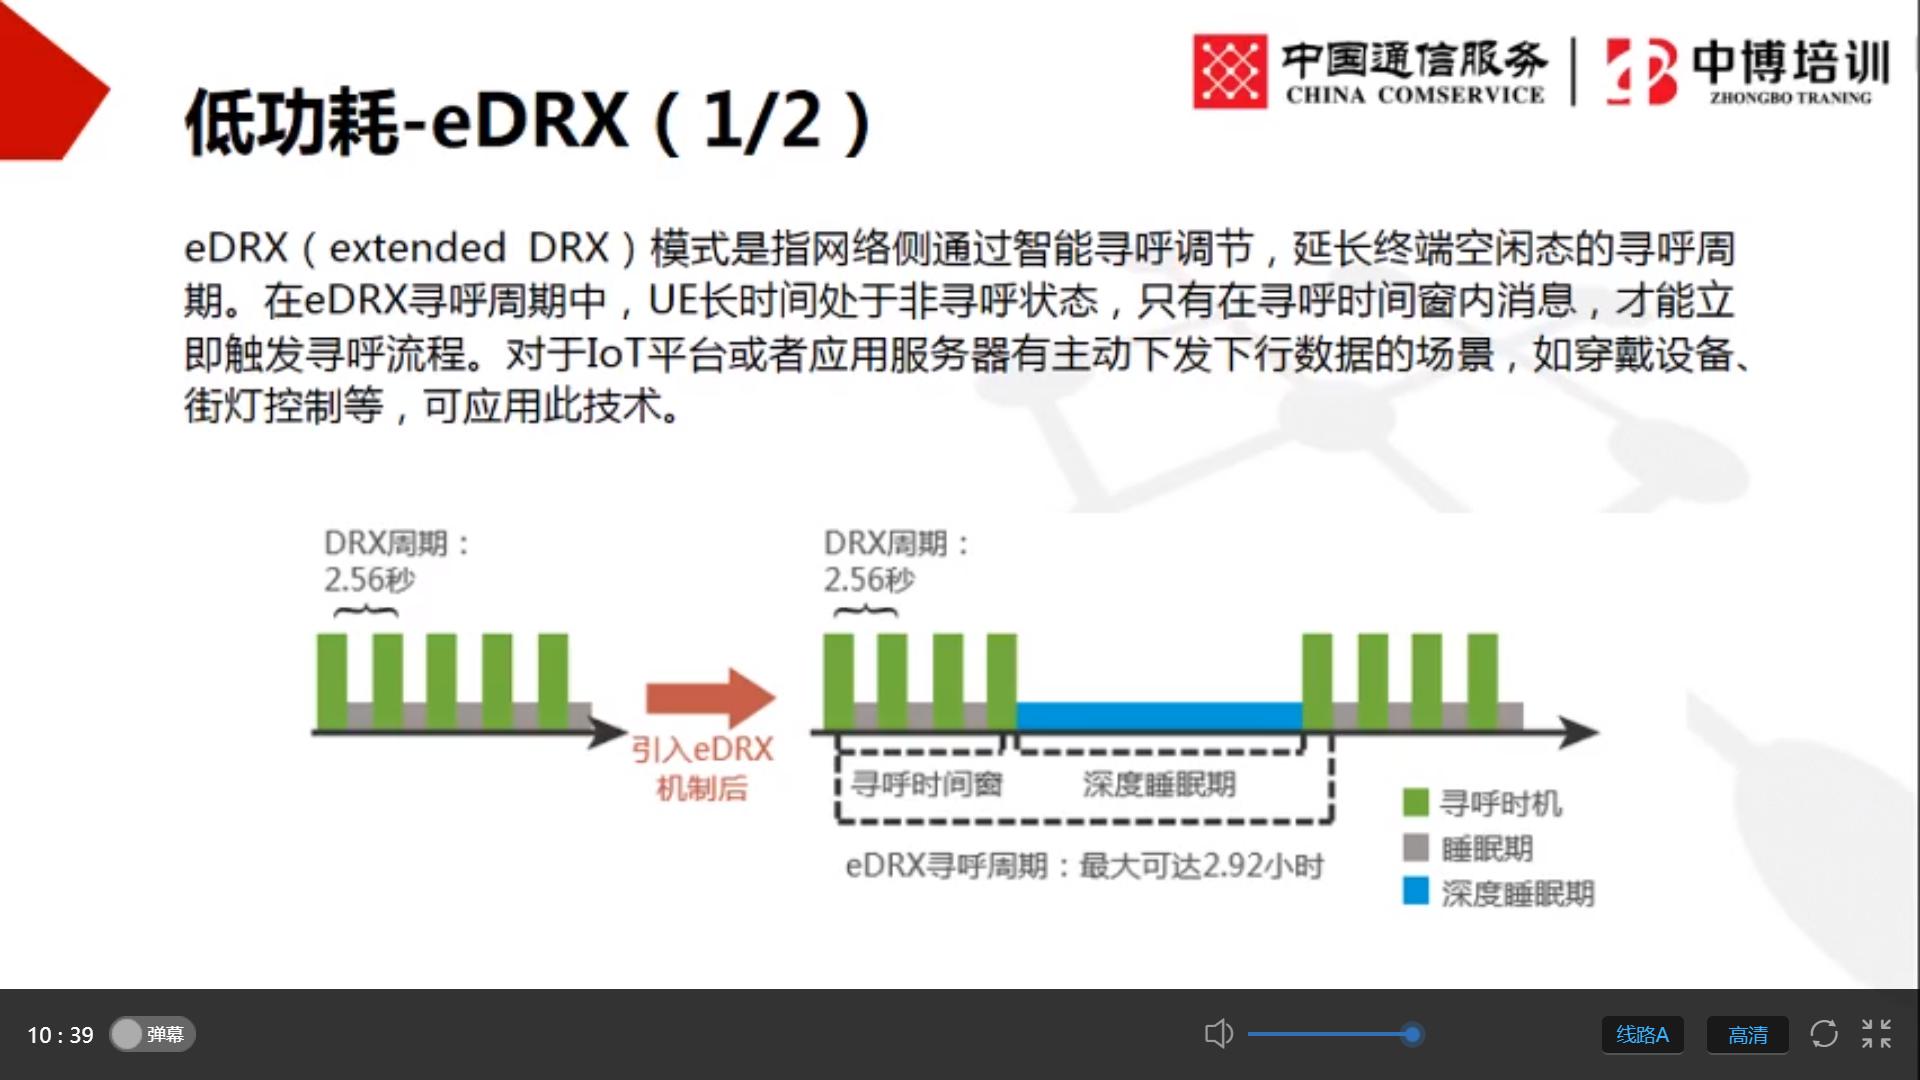 中国通信服务
CHINA COMSERVICE
中博培训
ZHONGBO TRANING
低功耗-eDRX（1/2）
eDRX（extended DRX）模式是指网络侧通过智能寻呼调节，延长终端空闲态的寻呼周
期。在eDRX寻呼周期中，UE长时间处于非寻呼状态，只有在寻呼时间窗内消息，才能立
即触发寻呼流程。对于IoT平台或者应用服务器有主动下发下行数据的场景，如穿戴设备、
街灯控制等，可应用此技术。
DRX周期：
2.56秒
引入eDRX
机制后
DRX周期：
2.56秒
寻呼时间窗
深度睡眠期
eDRX寻呼周期：最大可达2.92小时
寻呼时机
睡眠期
深度睡眠期
10:39
弹幕
线路A
高清